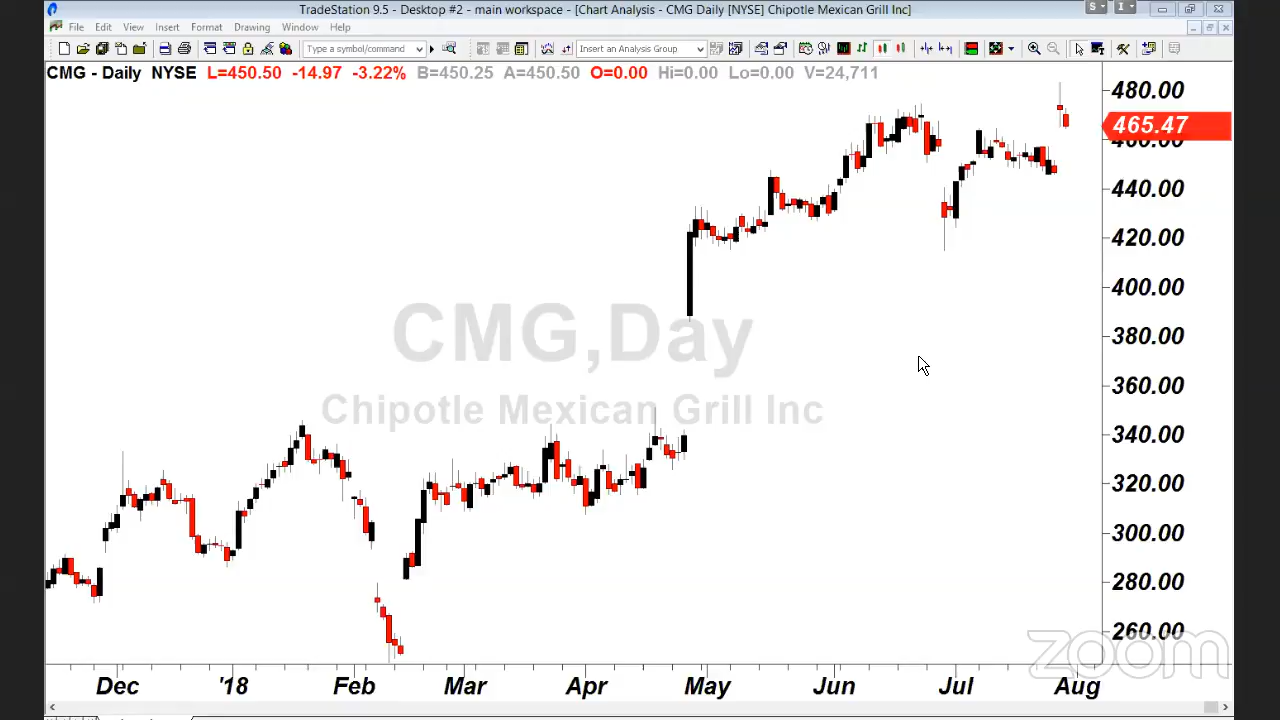 TradeStation 9.5 - Desktop #2 - main workspace - [Chart Analysis - CMG Daily [NYSE] Chipotle Mexican Grill Inc]
S I
File Edit View Insert Format Drawing Window Help
Type a symbol/command Insert an Analysis Group
CMG - Daily NYSE L=450.50 -14.97 -3.22% B=450.25 A=450.50 O=0.00 Hi=0.00 Lo=0.00 V=24,711
480.00
465.47
460.00
440.00
420.00
400.00
CMG,Day
380.00
360.00
Chipotle Mexican Grill Inc
340.00
320.00
300.00
280.00
260.00
zoom
Dec '18 Feb Mar Apr May Jun Jul Aug